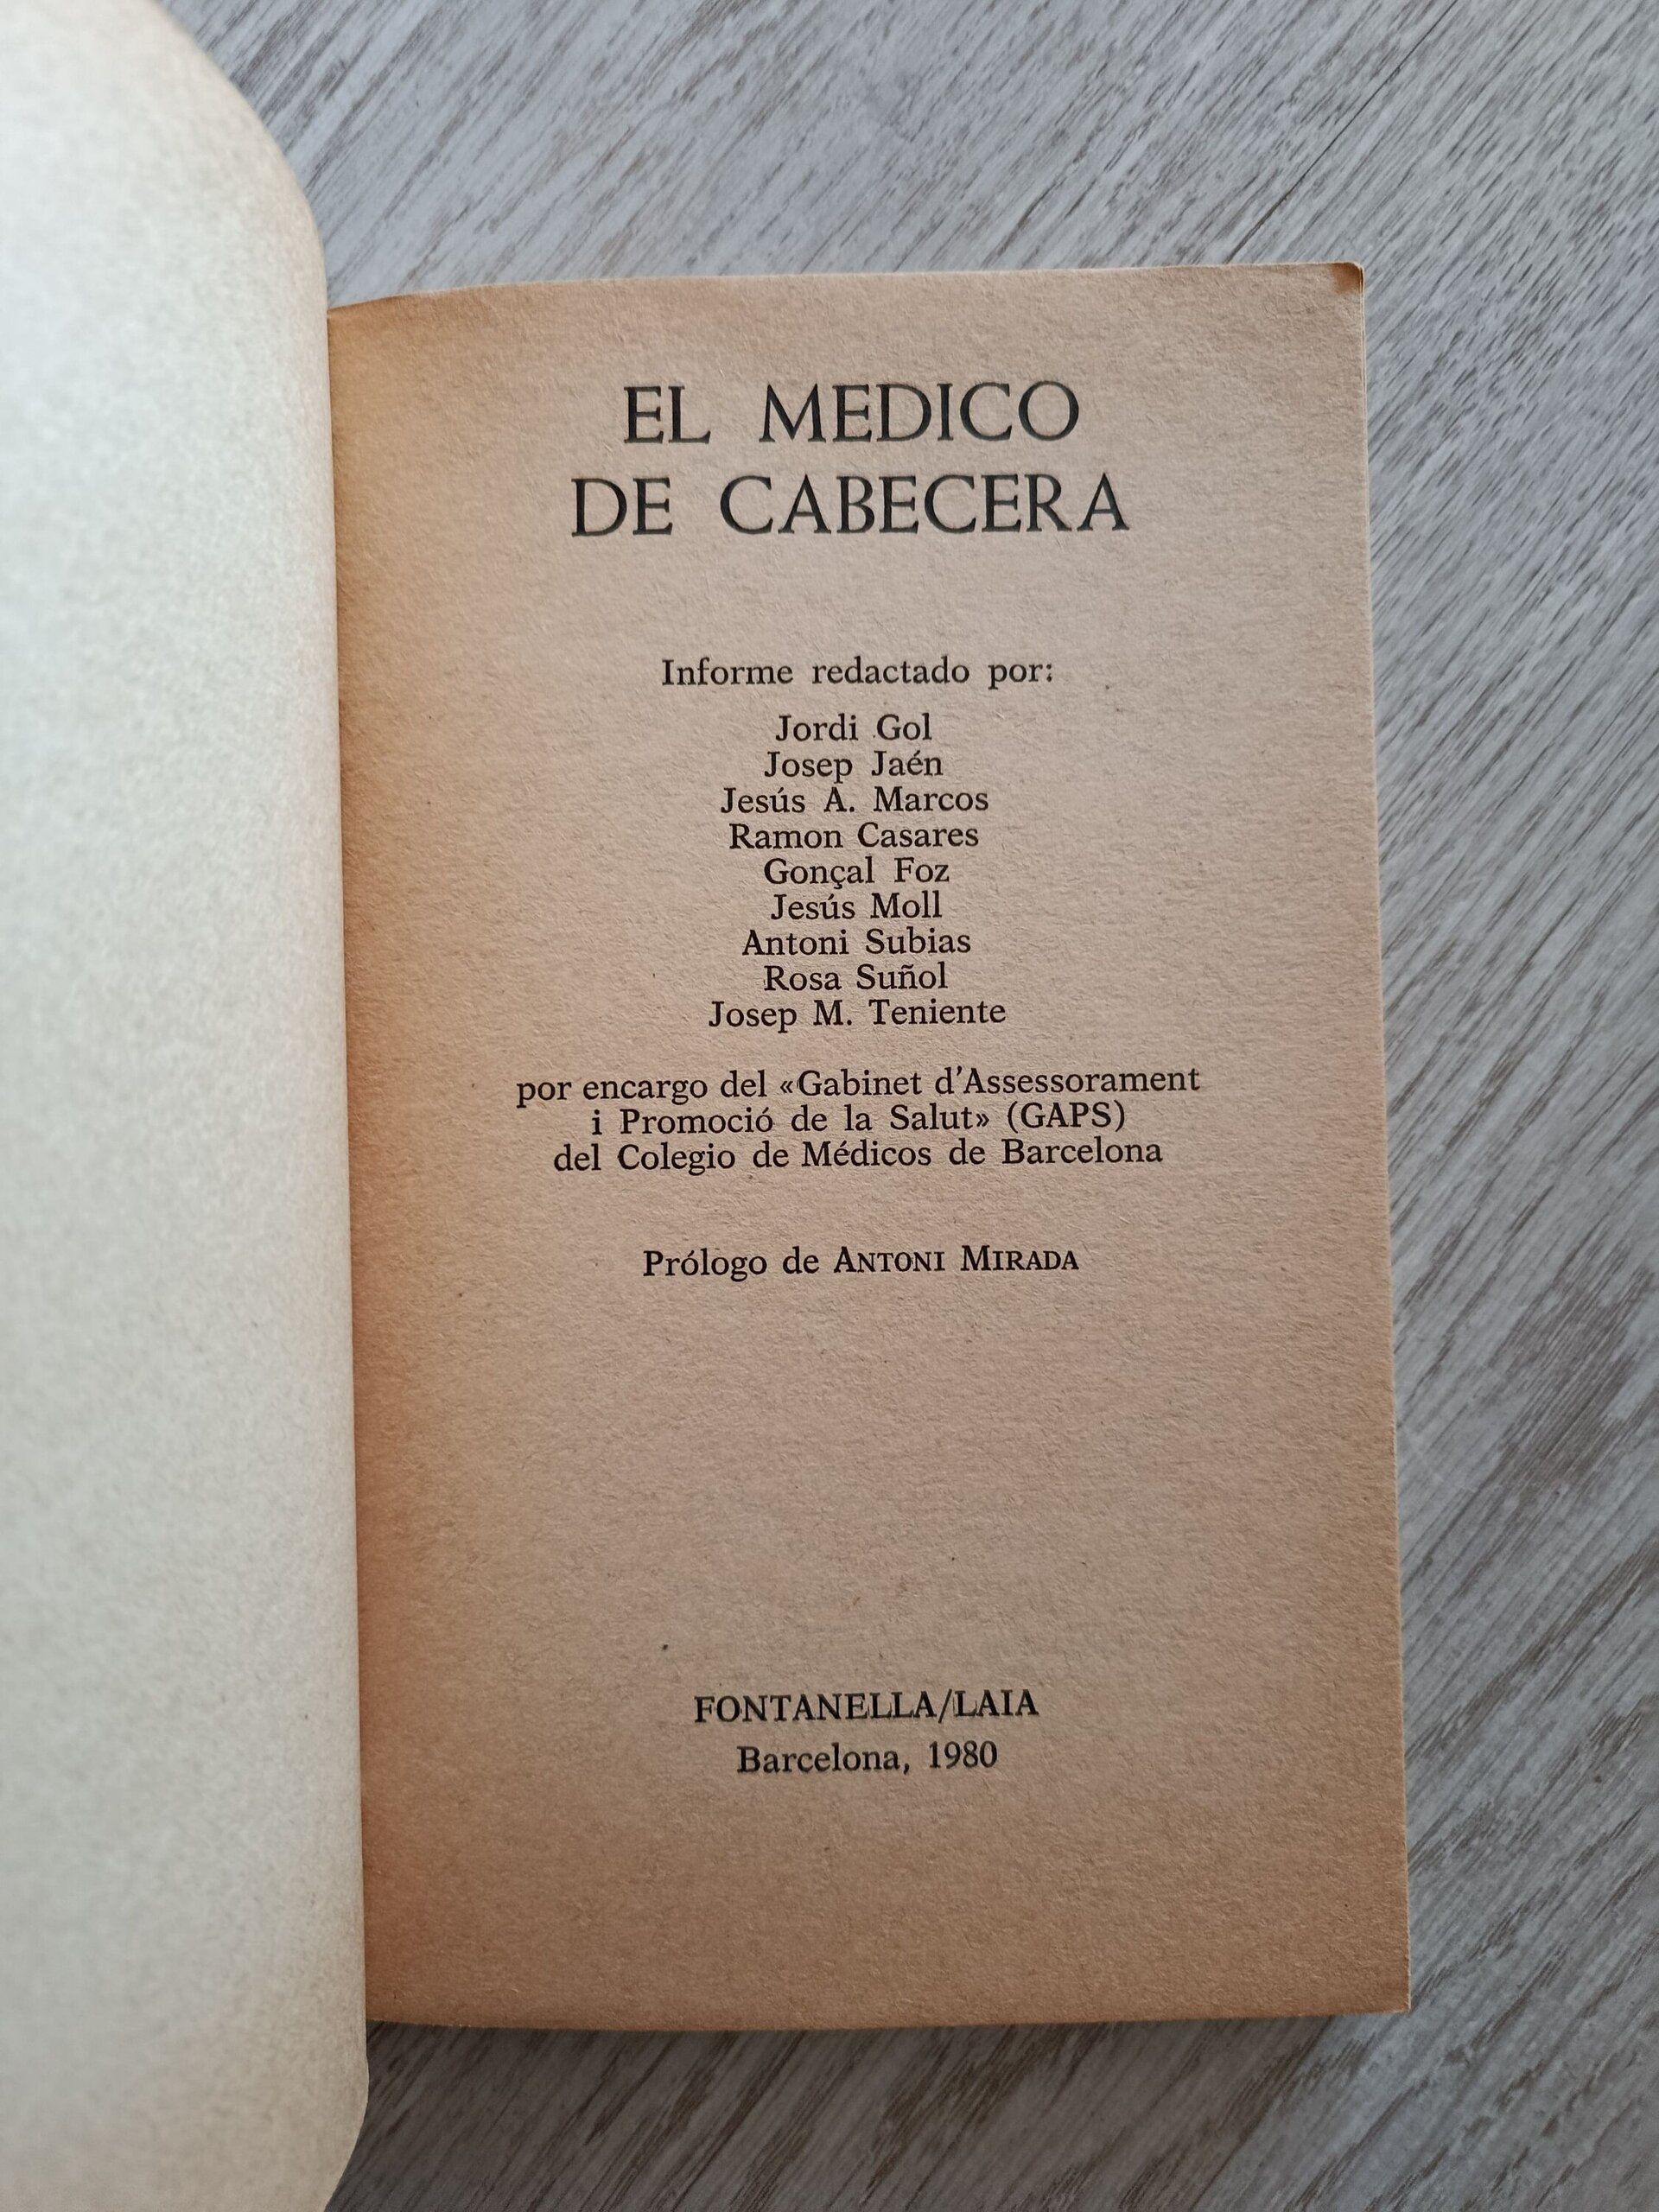 EL MEDICO
DE CABECERA
Informe redactado por:
Jordi Gol
Josep Jaén
Jesús A. Marcos
Ramon Casares
Gonçal Foz
Jesús Moll
Antoni Subias
Rosa Suñol
Josep M. Teniente
por encargo del «Gabinet d'Assessorament
i Promoció de la Salut» (GAPS)
del Colegio de Médicos de Barcelona
Prólogo de ANTONI MIRADA
FONTANELLA/LAIA
Barcelona, 1980